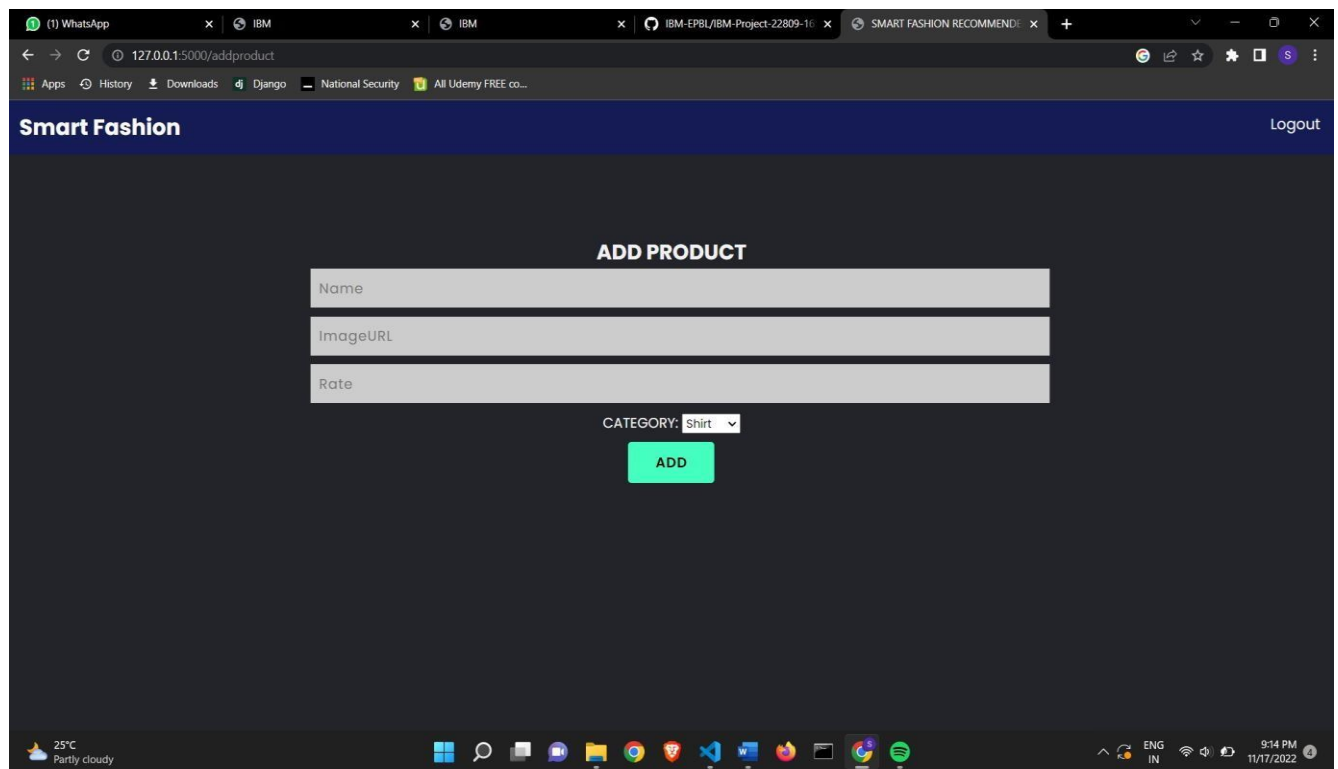 (1) WhatsApp
IBM
IBM
IBM-EPBL/IBM-Project-22809-16
SMART FASHION RECOMMENDE
127.0.0.1:5000/addproduct
S
Apps
History
Downloads
dj Django
National Security
All Udemy FREE co...
Smart Fashion
Logout
ADD PRODUCT
Name
ImageURL
Rate
CATEGORY: Shirt
ADD
25°C
Partly cloudy
ENG
IN
9:14 PM
11/17/2022
4